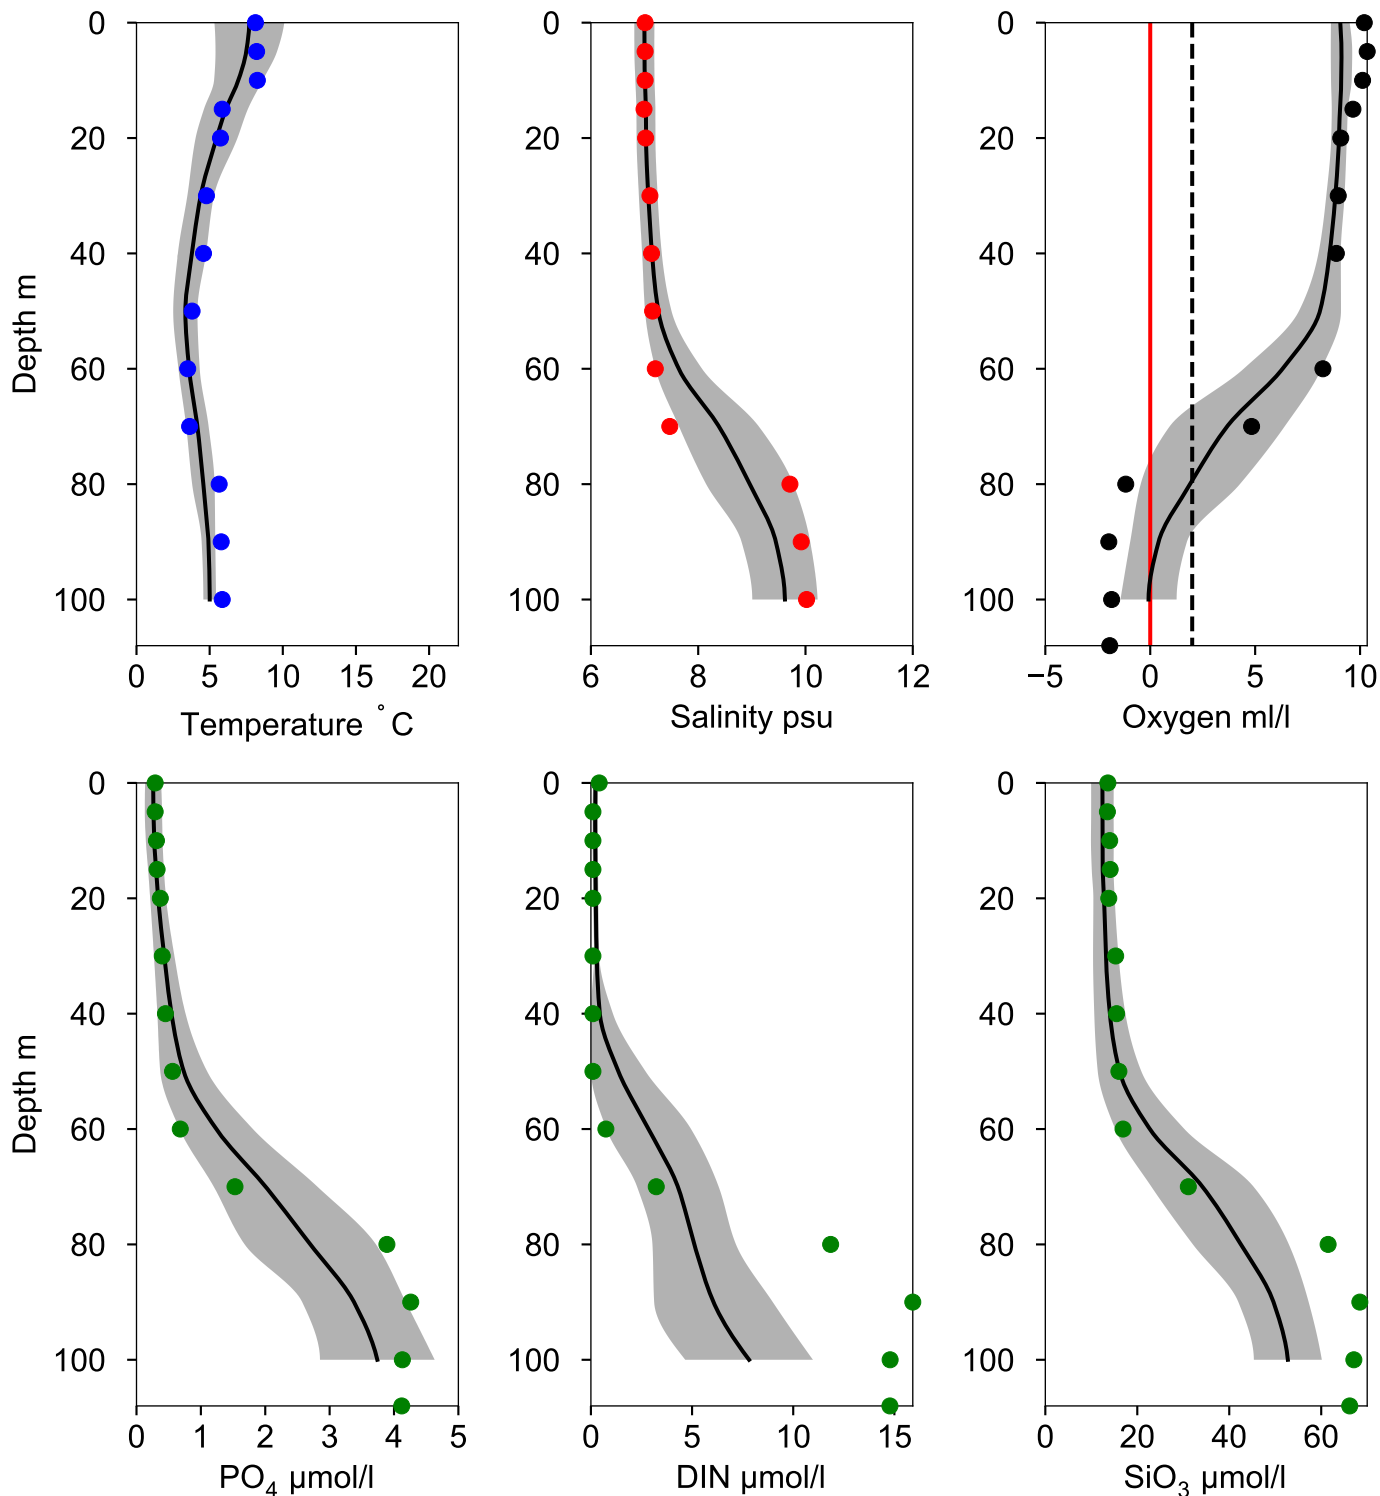 0 0 0
20 20 20
40 40 40
60 60 60
80 80 80
100 100 100
Depth m
0 5 10 15 20 6 8 10 12 −5 0 5 10
Temperature °C Salinity psu Oxygen ml/l
0 0 0
20 20 20
40 40 40
60 60 60
80 80 80
100 100 100
Depth m
0 1 2 3 4 5 0 5 10 15 0 20 40 60
PO₄ µmol/l DIN µmol/l SiO₃ µmol/l